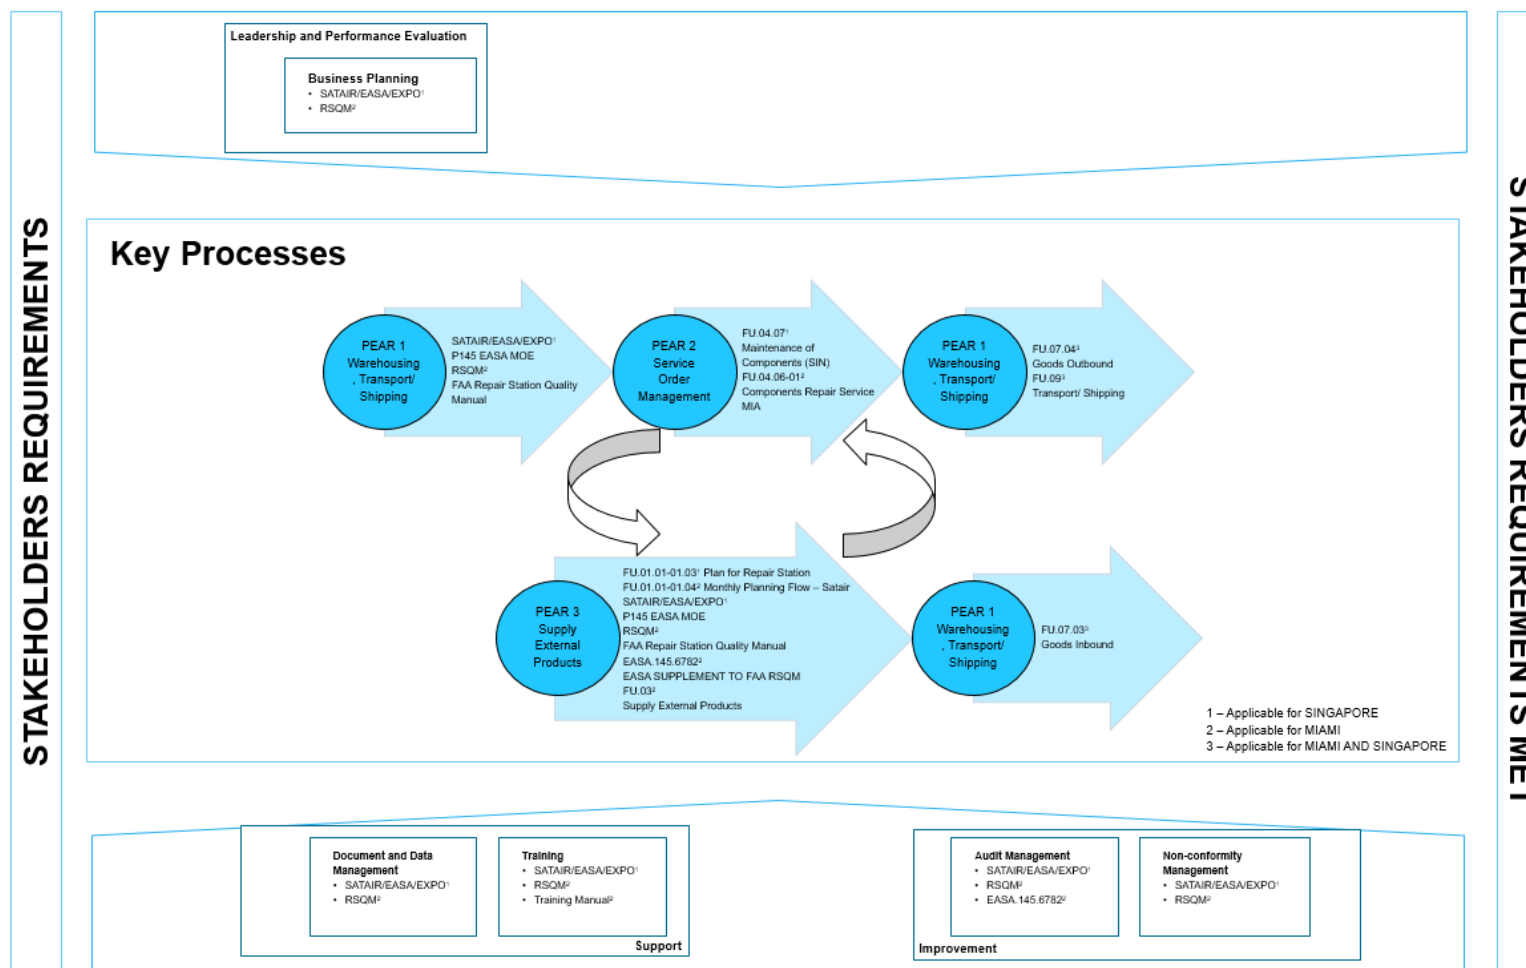 STAKEHOLDERS REQUIREMENTS
Leadership and Performance Evaluation
Business Planning
• SATAIR/EASA/EXPO¹
• RSQM²
Key Processes
PEAR 1
Warehousing
, Transport/
Shipping
SATAIR/EASA/EXPO¹
P145 EASA MOE
RSQM²
FAA Repair Station Quality
Manual
PEAR 2
Service
Order
Management
FU.04.07¹
Maintenance of
Components (SIN)
FU.04.06-01²
Components Repair Service
MIA
PEAR 1
Warehousing
, Transport/
Shipping
FU.07.04³
Goods Outbound
FU.09³
Transport/ Shipping
PEAR 3
Supply
External
Products
FU.01.01-01.03¹ Plan for Repair Station
FU.01.01-01.04² Monthly Planning Flow – Satair
SATAIR/EASA/EXPO¹
P145 EASA MOE
RSQM²
FAA Repair Station Quality Manual
EASA.145.6782²
EASA SUPPLEMENT TO FAA RSQM
FU.03²
Supply External Products
PEAR 1
Warehousing
, Transport/
Shipping
FU.07.03³
Goods Inbound
1 – Applicable for SINGAPORE
2 – Applicable for MIAMI
3 – Applicable for MIAMI AND SINGAPORE
Document and Data
Management
• SATAIR/EASA/EXPO¹
• RSQM²
Training
• SATAIR/EASA/EXPO¹
• RSQM²
• Training Manual²
Support
Audit Management
• SATAIR/EASA/EXPO¹
• RSQM²
• EASA.145.6782²
Non-conformity
Management
• SATAIR/EASA/EXPO¹
• RSQM²
Improvement
STAKEHOLDERS REQUIREMENTS MET